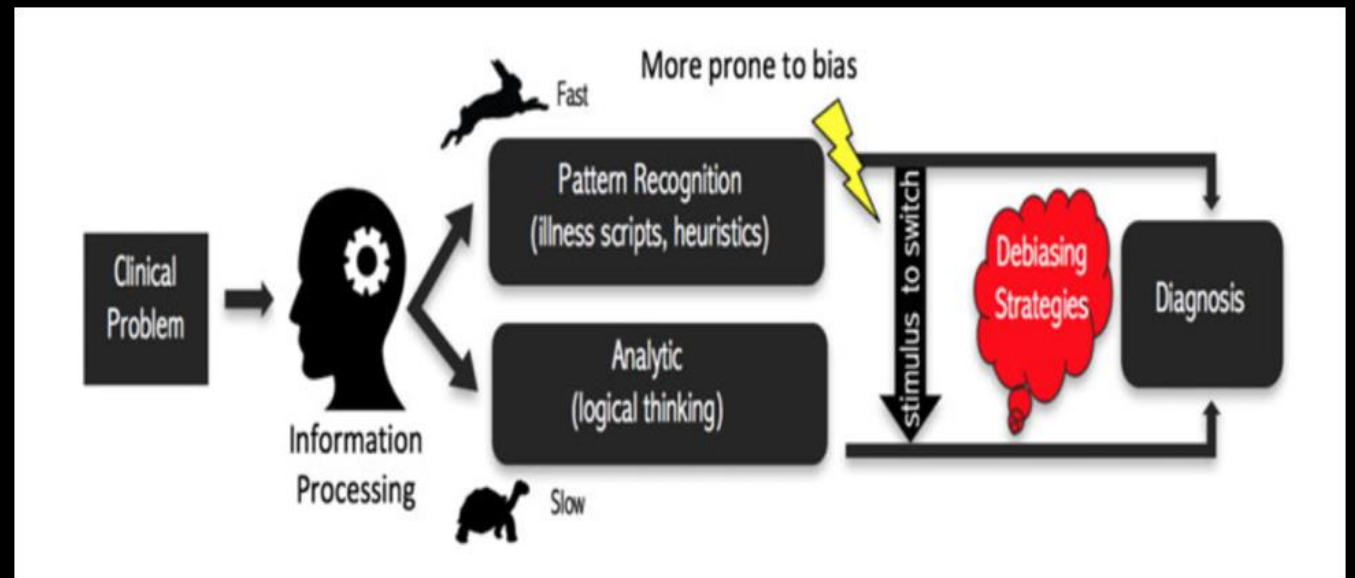 More prone to bias
Fast
Pattern Recognition
(illness scripts, heuristics)
Clinical
Problem
Information
Processing
Analytic
(logical thinking)
Slow
stimulus to switch
Debiasing
Strategies
Diagnosis